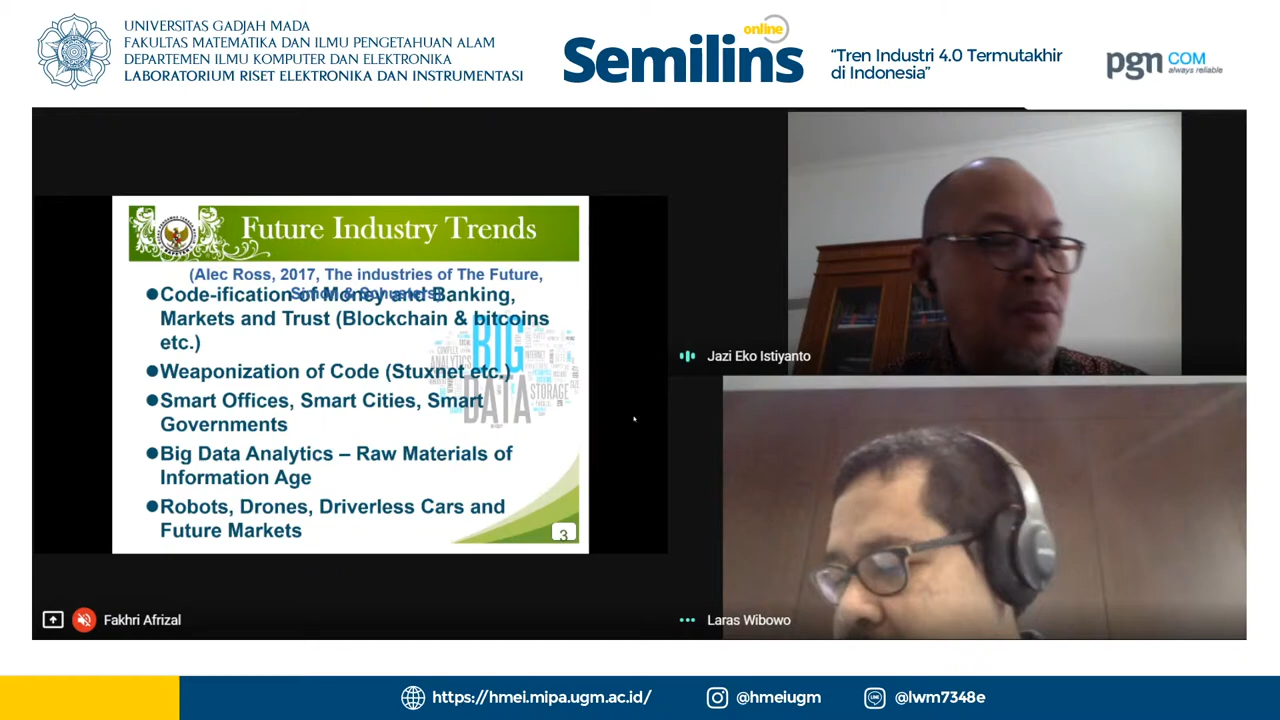 UNIVERSITAS GADJAH MADA
FAKULTAS MATEMATIKA DAN ILMU PENGETAHUAN ALAM
DEPARTEMEN ILMU KOMPUTER DAN ELEKTRONIKA
LABORATORIUM RISET ELEKTRONIKA DAN INSTRUMENTASI
online
Semilins
“Tren Industri 4.0 Termutakhir
di Indonesia”
pgn COM
always reliable
Future Industry Trends
(Alec Ross, 2017, The industries of The Future,
Simon & Schusters)
●Code-ification of Money and Banking,
Markets and Trust (Blockchain & bitcoins
etc.)
●Weaponization of Code (Stuxnet etc.)
●Smart Offices, Smart Cities, Smart
Governments
●Big Data Analytics – Raw Materials of
Information Age
●Robots, Drones, Driverless Cars and
Future Markets
BIG
DATA
COMPLEX
ANALYTICS
INTERNET
STORAGE
3
Jazi Eko Istiyanto
Fakhri Afrizal
Laras Wibowo
https://hmei.mipa.ugm.ac.id/
@hmeiugm
@lwm7348e